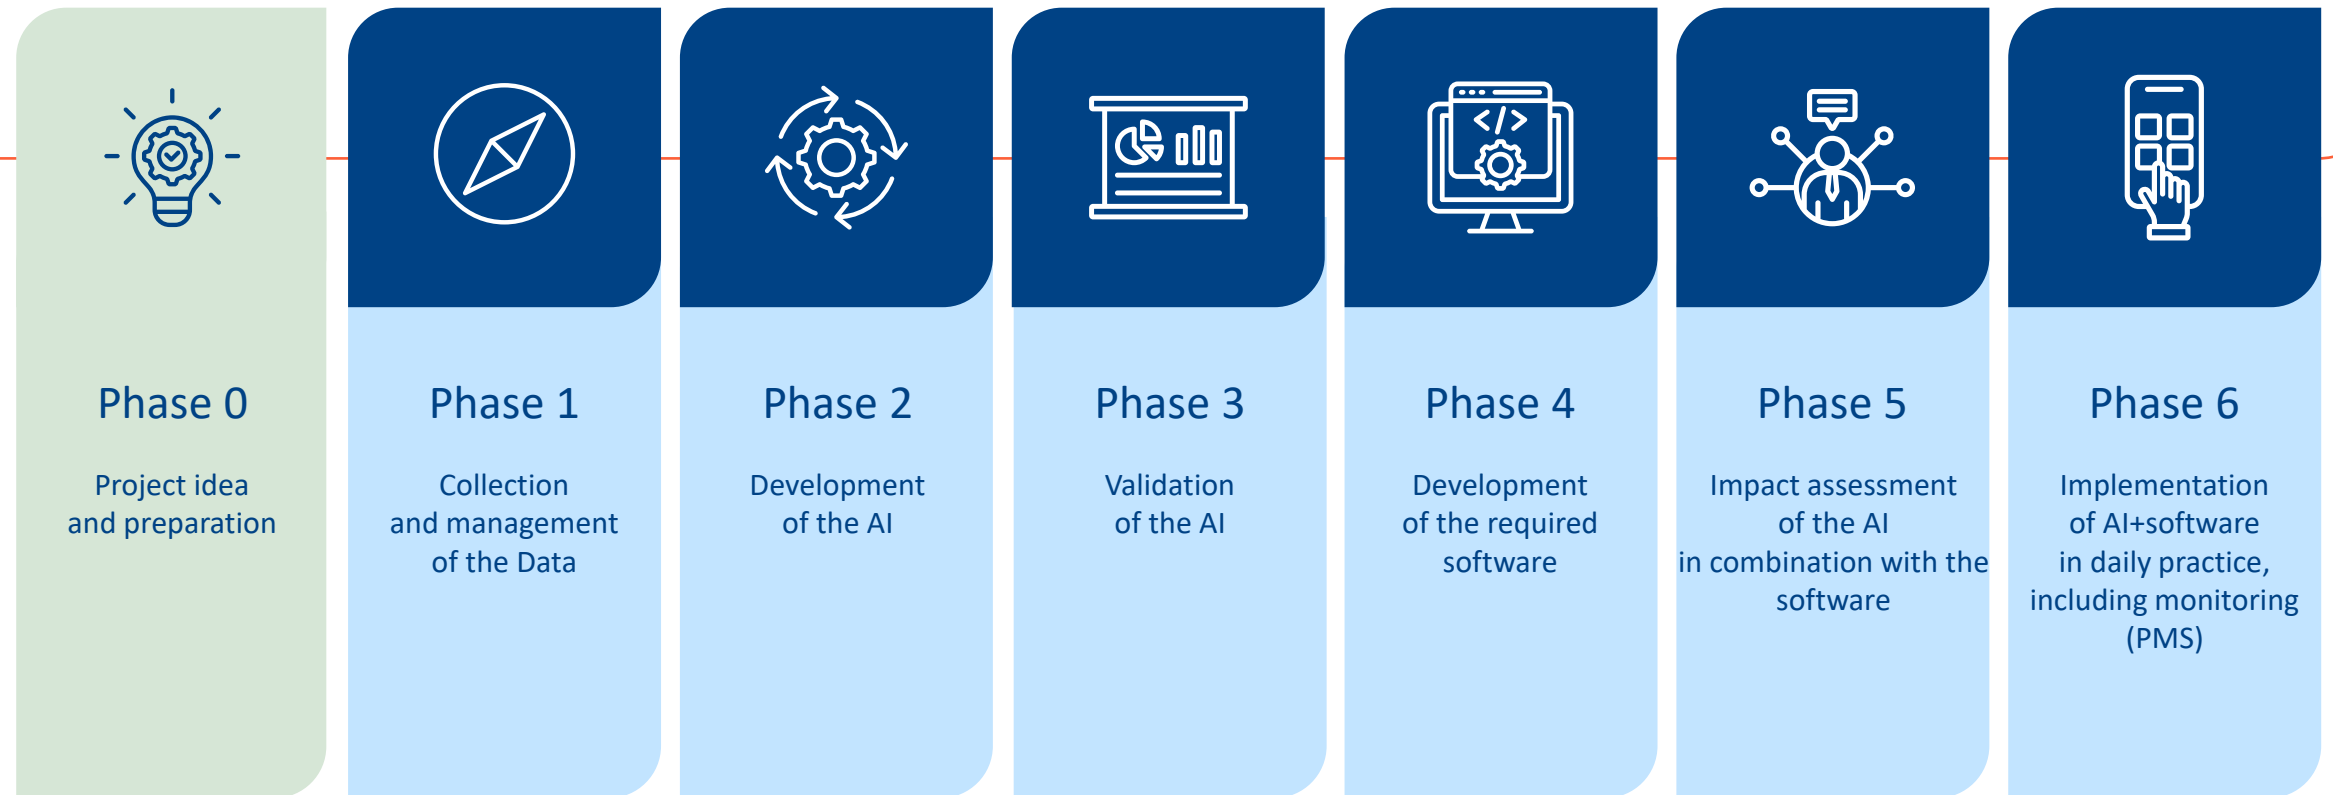 Phase 0
Project idea
and preparation
Phase 1
Collection
and management
of the Data
Phase 2
Development
of the AI
Phase 3
Validation
of the AI
Phase 4
Development
of the required
software
Phase 5
Impact assessment
of the AI
in combination with the
software
Phase 6
Implementation
of AI+software
in daily practice,
including monitoring
(PMS)